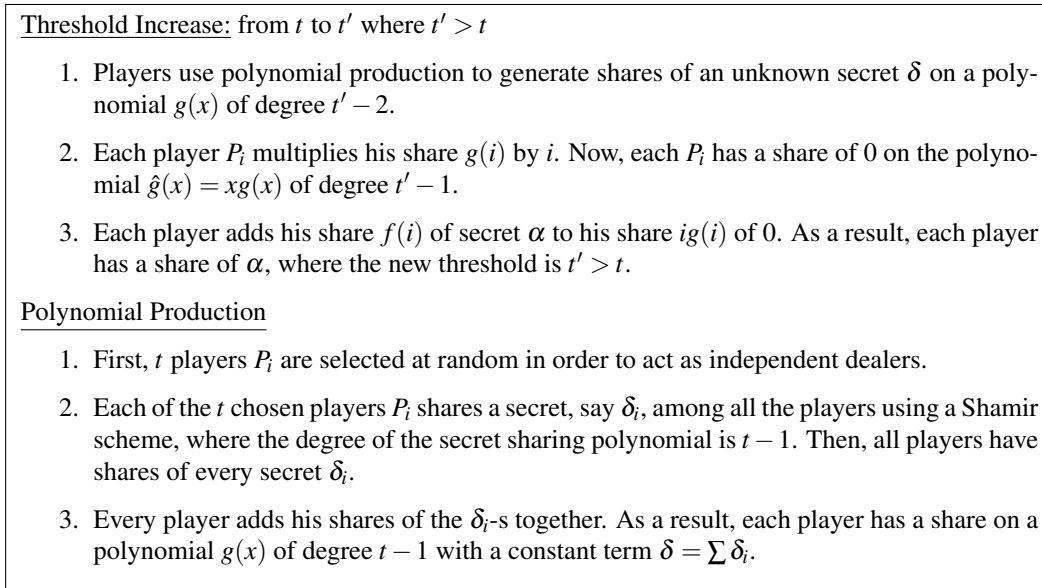 Threshold Increase: from t to t′ where t′ > t
1. Players use polynomial production to generate shares of an unknown secret δ on a poly-
nomial g(x) of degree t′ − 2.
2. Each player Pᵢ multiplies his share g(i) by i. Now, each Pᵢ has a share of 0 on the polyno-
mial ĝ(x) = xg(x) of degree t′ − 1.
3. Each player adds his share f(i) of secret α to his share ig(i) of 0. As a result, each player
has a share of α, where the new threshold is t′ > t.
Polynomial Production
1. First, t players Pᵢ are selected at random in order to act as independent dealers.
2. Each of the t chosen players Pᵢ shares a secret, say δᵢ, among all the players using a Shamir
scheme, where the degree of the secret sharing polynomial is t − 1. Then, all players have
shares of every secret δᵢ.
3. Every player adds his shares of the δᵢ-s together. As a result, each player has a share on a
polynomial g(x) of degree t − 1 with a constant term δ = ∑ δᵢ.